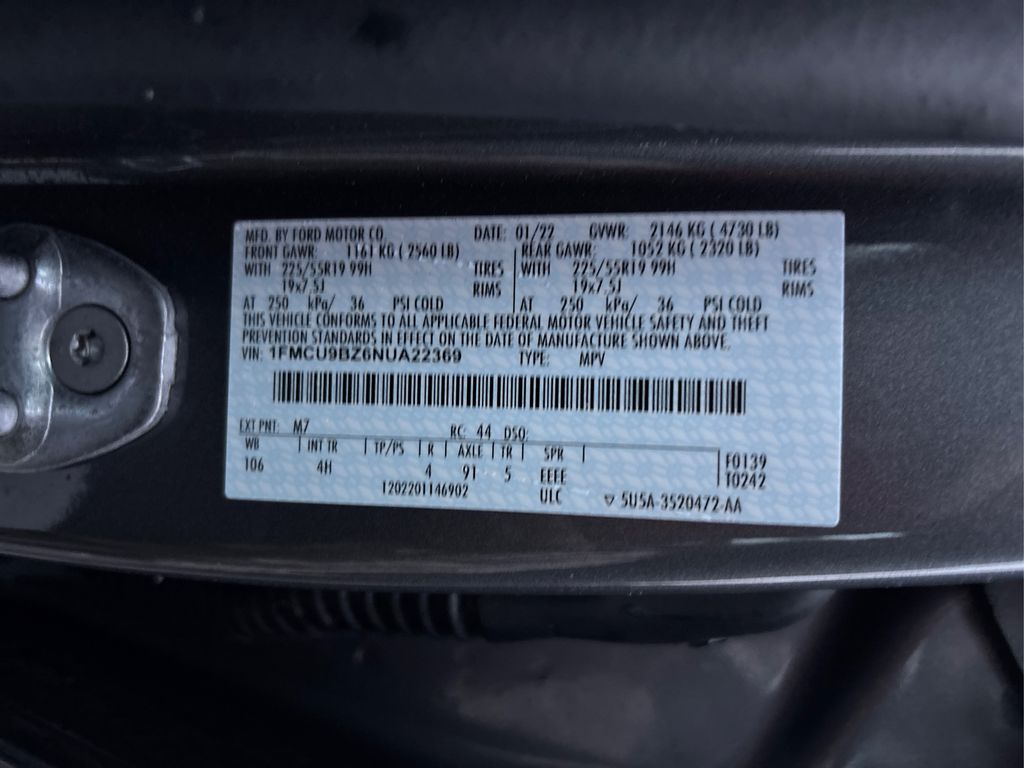 MFD. BY FORD MOTOR CO. DATE: 01/22 GVWR: 2146 KG ( 4730 LB)
FRONT GAWR: 1161 KG ( 2560 LB) REAR GAWR: 1052 KG ( 2320 LB)
WITH 225/55R19 99H TIRES WITH 225/55R19 99H TIRES
19x7.5J RIMS 19x7.5J RIMS
AT 250 kPa/ 36 PSI COLD AT 250 kPa/ 36 PSI COLD
THIS VEHICLE CONFORMS TO ALL APPLICABLE FEDERAL MOTOR VEHICLE SAFETY AND THEFT
PREVENTION STANDARDS IN EFFECT ON THE DATE OF MANUFACTURE SHOWN ABOVE.
VIN: 1FMCU9BZ6NUA22369 TYPE: MPV
EXT PNT: M7 RC: 44 DSO:
WB INT TR TP/PS R AXLE TR SPR F0139
106 4H 4 91 5 EEEE T0242
1202201146902 ULC ▽ 5U5A-3520472-AA